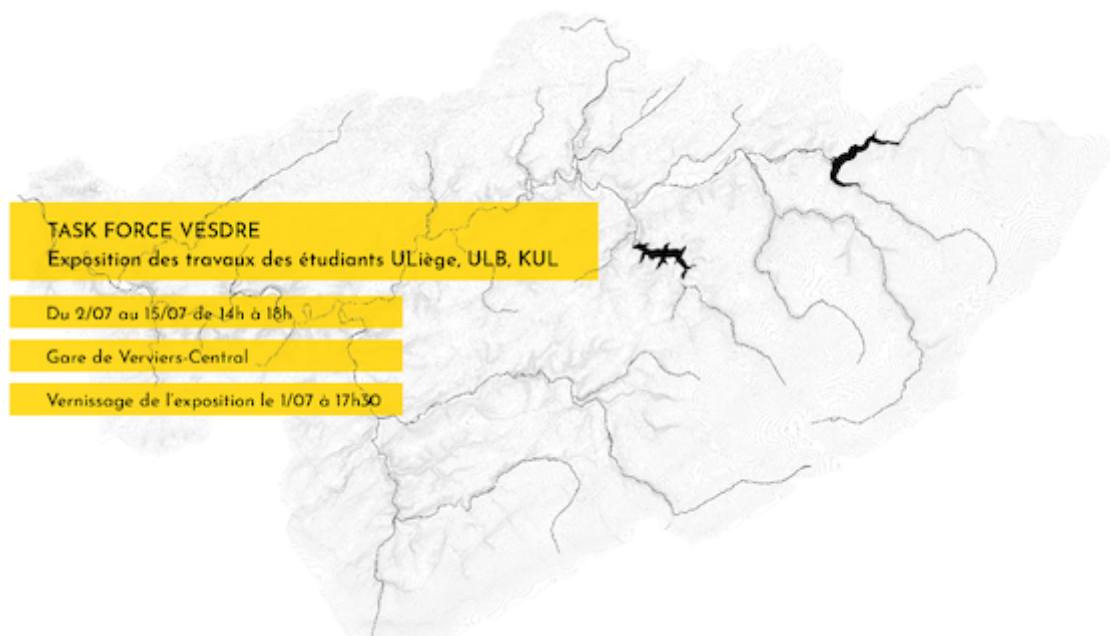 TASK FORCE VESDRE
Exposition des travaux des étudiants ULiège, ULB, KUL
Du 2/07 au 15/07 de 14h à 18h
Gare de Verviers-Central
Vernissage de l'exposition le 1/07 à 17h30